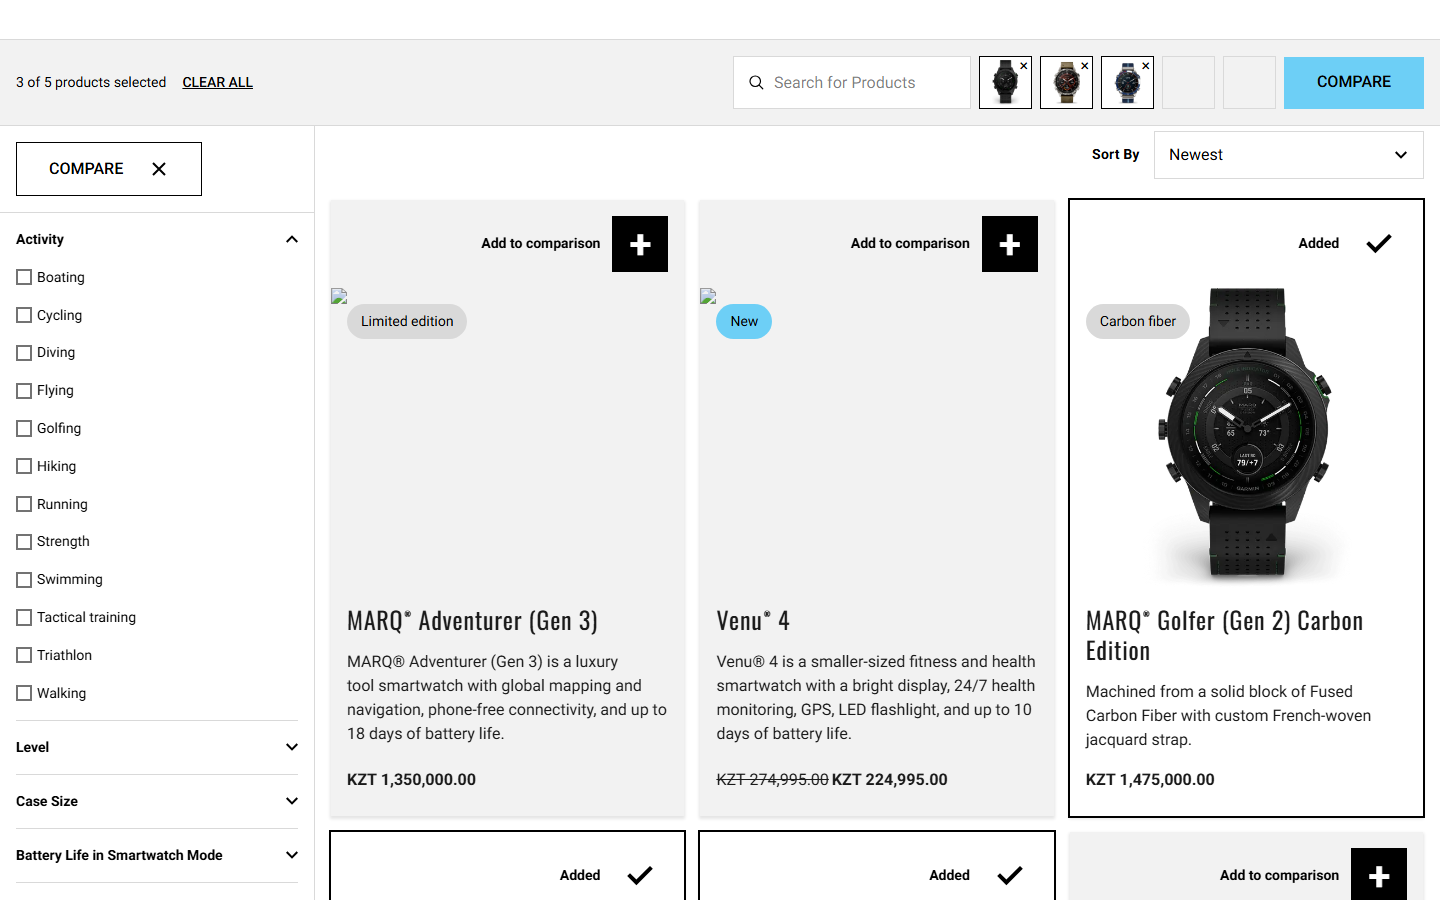 3 of 5 products selected
CLEAR ALL
Search for Products
COMPARE
COMPARE
Sort By
Newest
Activity
Boating
Cycling
Diving
Flying
Golfing
Hiking
Running
Strength
Swimming
Tactical training
Triathlon
Walking
Level
Case Size
Battery Life in Smartwatch Mode
Add to comparison
Limited edition
MARQ® Adventurer (Gen 3)
MARQ® Adventurer (Gen 3) is a luxury
tool smartwatch with global mapping and
navigation, phone-free connectivity, and up to
18 days of battery life.
KZT 1,350,000.00
Add to comparison
New
Venu® 4
Venu® 4 is a smaller-sized fitness and health
smartwatch with a bright display, 24/7 health
monitoring, GPS, LED flashlight, and up to 10
days of battery life.
KZT 274,995.00 KZT 224,995.00
Added
Carbon fiber
05
65
73°
79/+7
GARMIN
MARQ® Golfer (Gen 2) Carbon
Edition
Machined from a solid block of Fused
Carbon Fiber with custom French-woven
jacquard strap.
KZT 1,475,000.00
Added
Added
Add to comparison